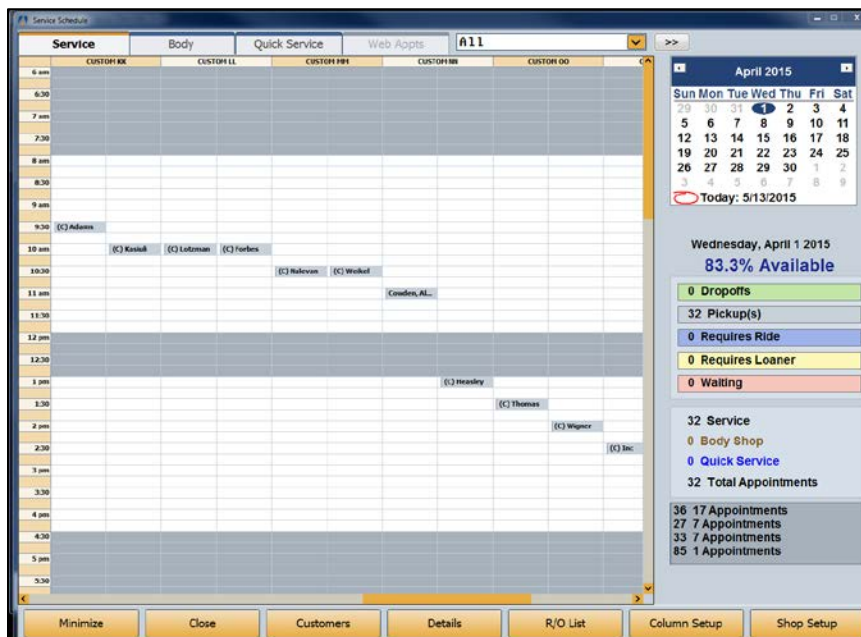 Service Schedule
Service Body Quick Service Web Appts All >>
CUSTOM KK CUSTOM LL CUSTOM MM CUSTOM NN CUSTOM OO
6 am
6:30
7 am
7:30
8 am
8:30
9 am
9:30 (C) Adams
10 am (C) Kasiuli (C) Lotzman (C) Forbes
10:30 (C) Nalevan (C) Weikel
11 am Cowden, Al...
11:30
12 pm
12:30
1 pm (C) Heasley
1:30 (C) Thomas
2 pm (C) Wigner
2:30 (C) Inc
3 pm
3:30
4 pm
4:30
5 pm
5:30
April 2015
Sun Mon Tue Wed Thu Fri Sat
29 30 31 1 2 3 4
5 6 7 8 9 10 11
12 13 14 15 16 17 18
19 20 21 22 23 24 25
26 27 28 29 30 1 2
3 4 5 6 7 8 9
Today: 5/13/2015
Wednesday, April 1 2015
83.3% Available
0 Dropoffs
32 Pickup(s)
0 Requires Ride
0 Requires Loaner
0 Waiting
32 Service
0 Body Shop
0 Quick Service
32 Total Appointments
36 17 Appointments
27 7 Appointments
33 7 Appointments
85 1 Appointments
Minimize Close Customers Details R/O List Column Setup Shop Setup